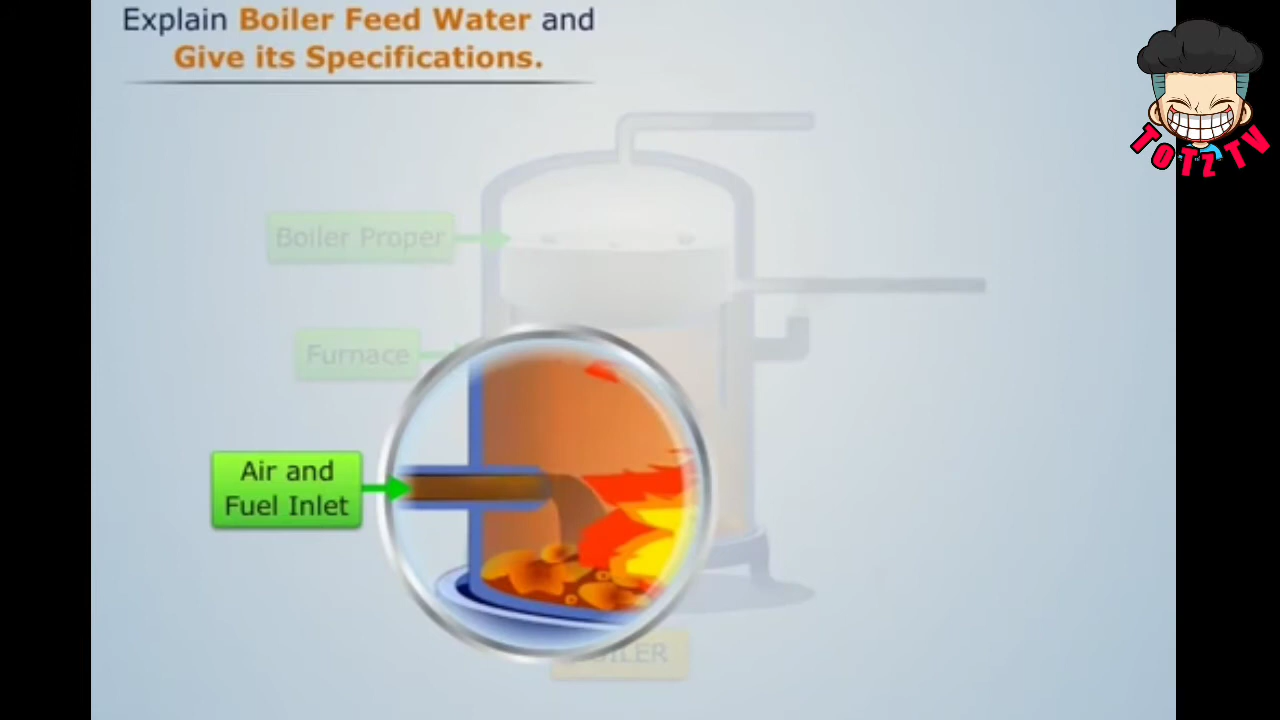 Explain Boiler Feed Water and
Give its Specifications.
TOTZ TV
Boiler Proper
Furnace
Air and
Fuel Inlet